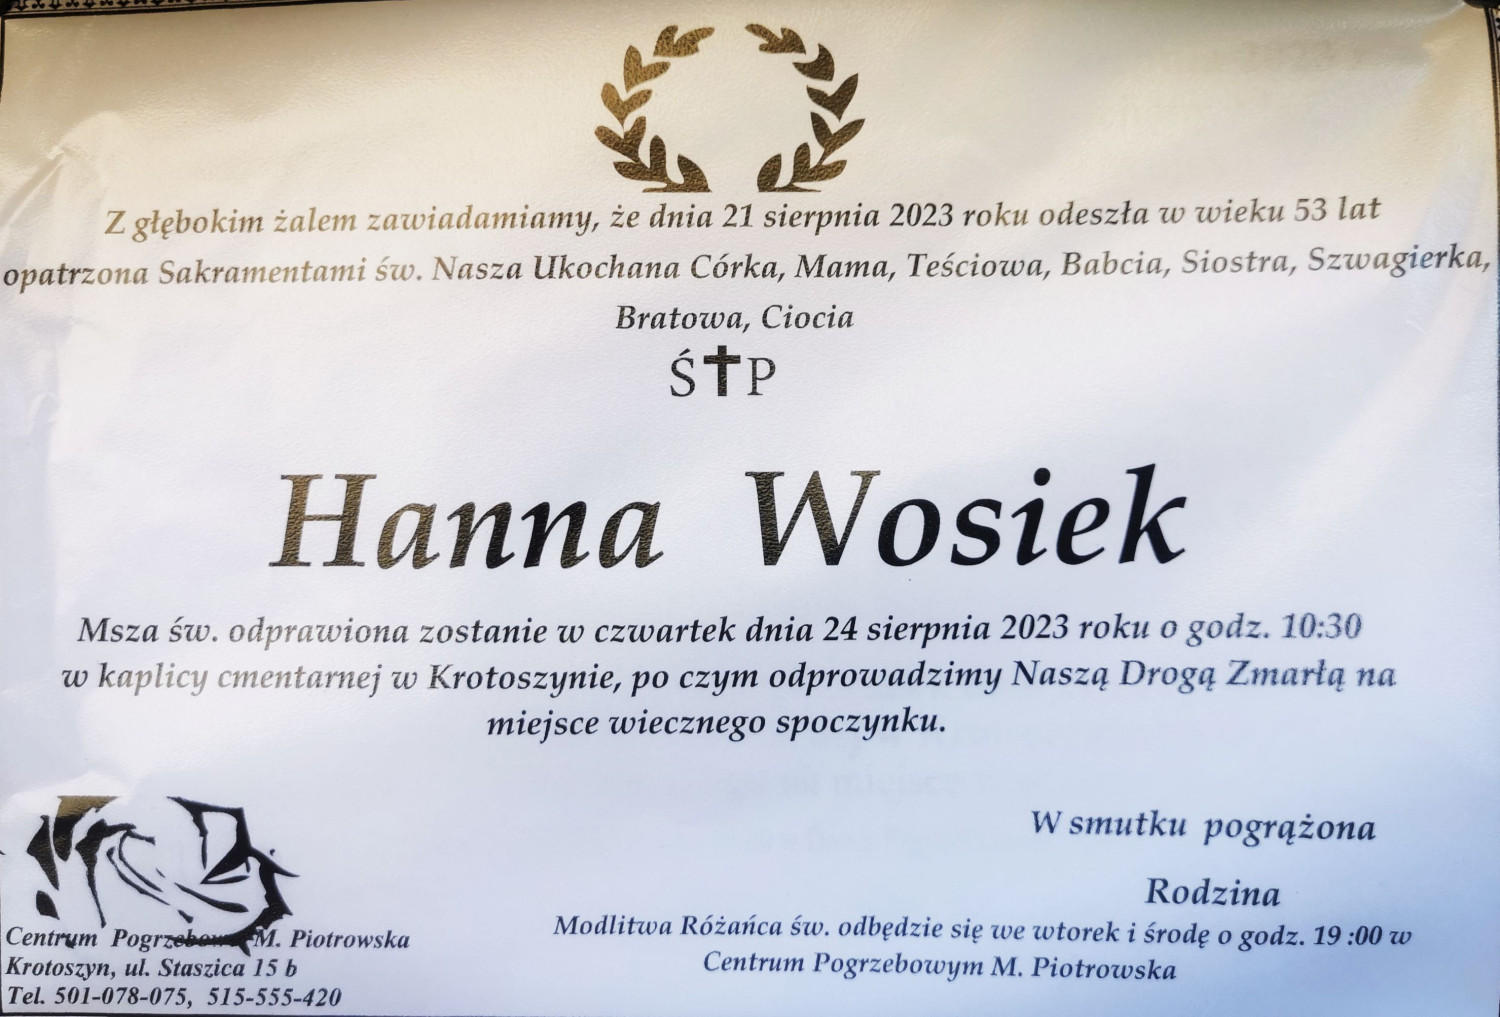 Z głębokim żalem zawiadamiamy, że dnia 21 sierpnia 2023 roku odeszła w wieku 53 lat
opatrzona Sakramentami św. Nasza Ukochana Córka, Mama, Teściowa, Babcia, Siostra, Szwagierka,
Bratowa, Ciocia
Ś✝P
Hanna Wosiek
Msza św. odprawiona zostanie w czwartek dnia 24 sierpnia 2023 roku o godz. 10:30
w kaplicy cmentarnej w Krotoszynie, po czym odprowadzimy Naszą Drogą Zmarłą na
miejsce wiecznego spoczynku.
W smutku pogrążona
Rodzina
Modlitwa Różańca św. odbędzie się we wtorek i środę o godz. 19 :00 w
Centrum Pogrzebowym M. Piotrowska
Centrum Pogrzebowe M. Piotrowska
Krotoszyn, ul. Staszica 15 b
Tel. 501-078-075, 515-555-420